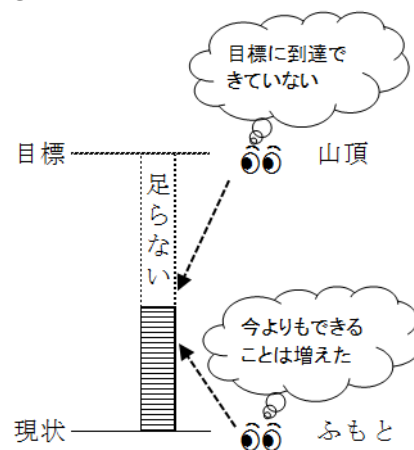 目標に到達で
きていない
目標
山頂
足らない
今よりもできる
ことは増えた
現状
ふもと